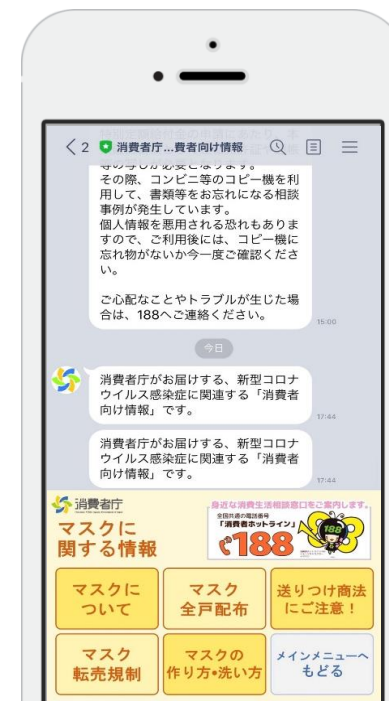 2 消費者庁...費者向け情報
等の写しが必要となります。
その際、コンビニ等のコピー機を利
用して、書類等をお忘れになる相談
事例が発生しています。
個人情報を悪用される恐れもありま
すので、ご利用後には、コピー機に
忘れ物がないか今一度ご確認くださ
い。
ご心配なことやトラブルが生じた場
合は、188へご連絡ください。
15:00
今日
消費者庁がお届けする、新型コロナ
ウイルス感染症に関連する「消費者
向け情報」です。
17:44
消費者庁がお届けする、新型コロナ
ウイルス感染症に関連する「消費者
向け情報」です。
17:44
消費者庁
マスクに
関する情報
身近な消費生活相談窓口をご案内します。
全国共通の電話番号
「消費者ホットライン」
188
188
マスクに
ついて
マスク
全戸配布
送りつけ商法
にご注意！
マスク
転売規制
マスクの
作り方・洗い方
メインメニューへ
もどる